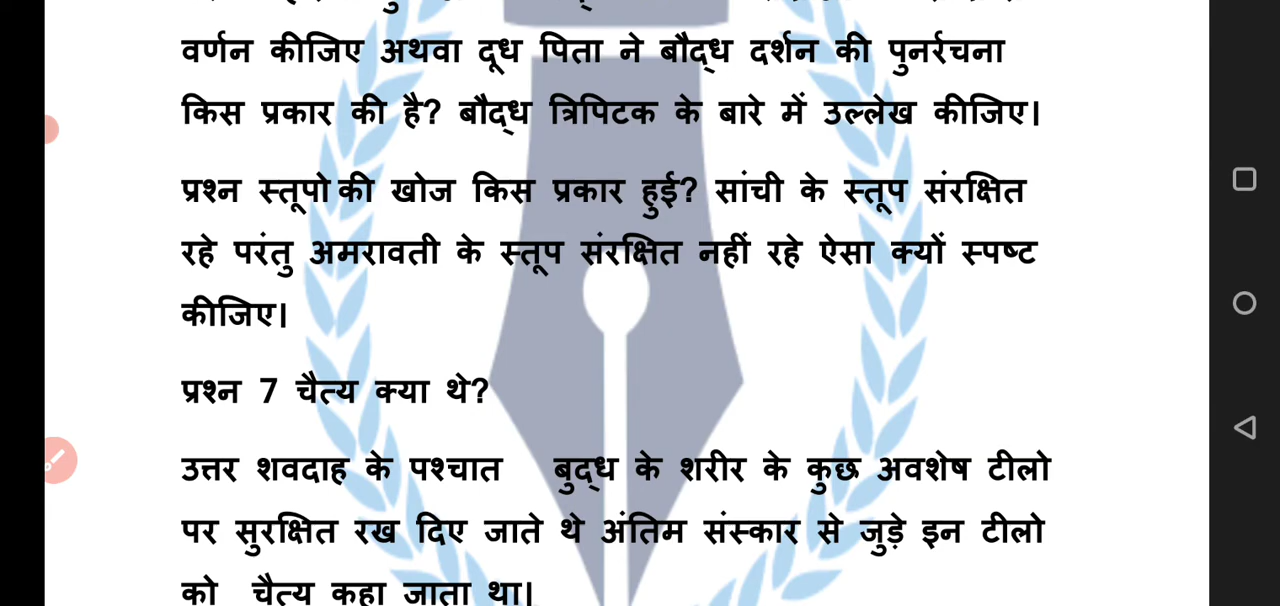 वर्णन कीजिए अथवा दूध पिता ने बौद्ध दर्शन की पुनर्रचना
किस प्रकार की है? बौद्ध त्रिपिटक के बारे में उल्लेख कीजिए।
प्रश्न स्तूपो की खोज किस प्रकार हुई? सांची के स्तूप संरक्षित
रहे परंतु अमरावती के स्तूप संरक्षित नहीं रहे ऐसा क्यों स्पष्ट
कीजिए।
प्रश्न 7 चैत्य क्या थे?
उत्तर शवदाह के पश्चात बुद्ध के शरीर के कुछ अवशेष टीलो
पर सुरक्षित रख दिए जाते थे अंतिम संस्कार से जुड़े इन टीलो
को चैत्य कहा जाता था।